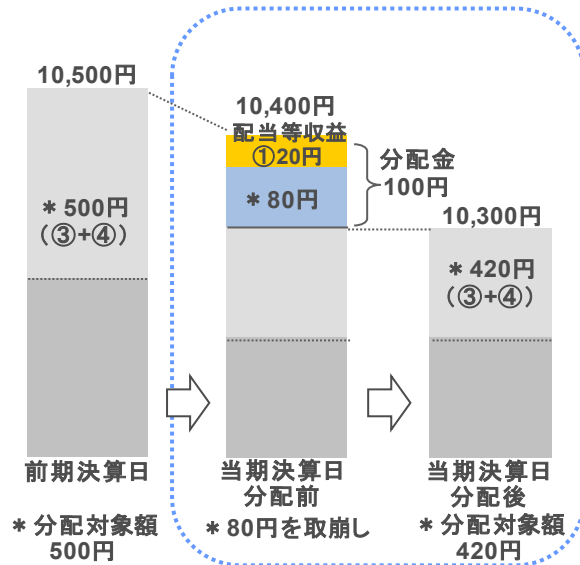 10,500円
10,400円
配当等収益
①20円
分配金
100円
10,300円
＊500円
（③+④）
＊80円
＊420円
（③+④）
前期決算日
当期決算日
分配前
当期決算日
分配後
＊分配対象額
500円
＊80円を取崩し
＊分配対象額
420円